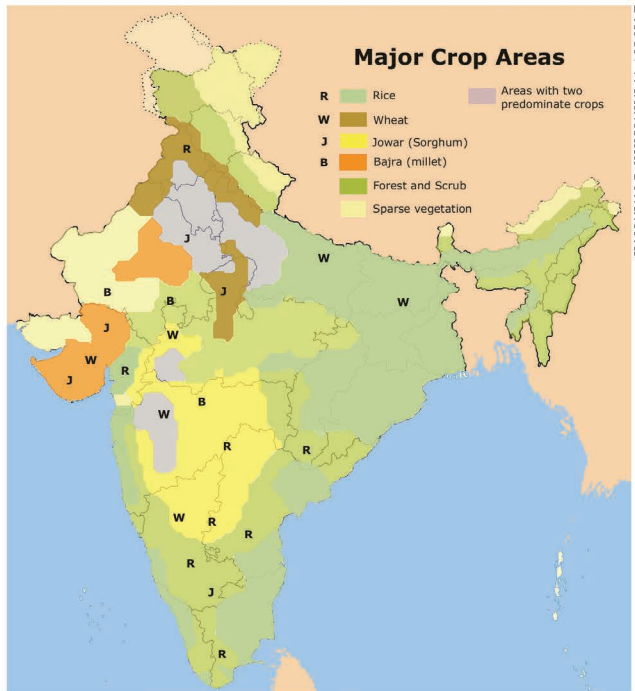 Major Crop Areas
R Rice
Areas with two
predominate crops
W Wheat
J Jowar (Sorghum)
B Bajra (millet)
Forest and Scrub
Sparse vegetation
R
J
W
B
B
J
W
J
W
J
W
R
B
W
R
R
W
R
R
R
J
R